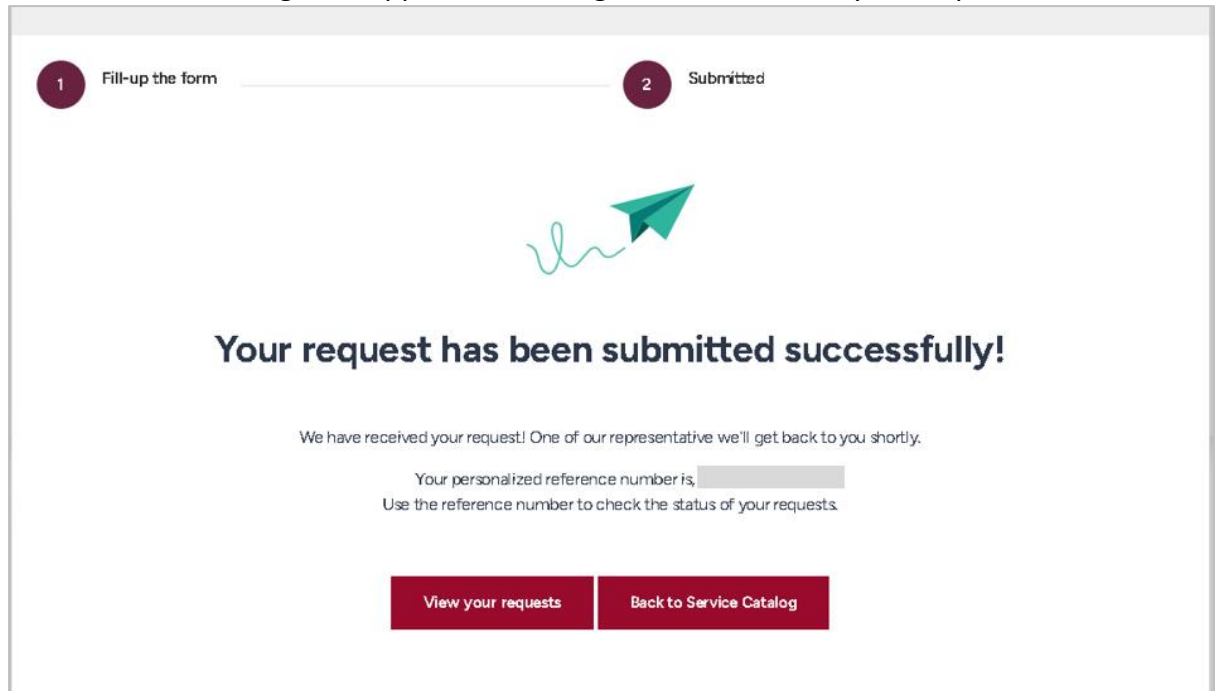 1 Fill-up the form
2 Submitted
Your request has been submitted successfully!
We have received your request! One of our representative we'll get back to you shortly.
Your personalized reference number is,
Use the reference number to check the status of your requests.
View your requests
Back to Service Catalog